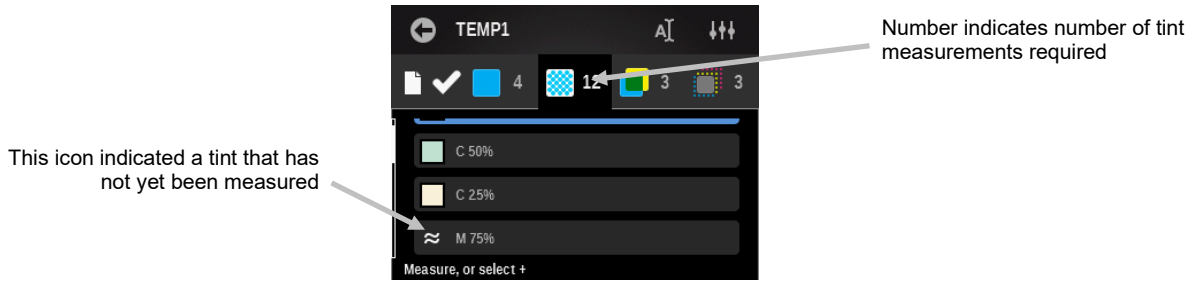 TEMP1
A
Number indicates number of tint
measurements required
4
12
3
3
This icon indicated a tint that has
not yet been measured
C 50%
C 25%
≈ M 75%
Measure, or select +